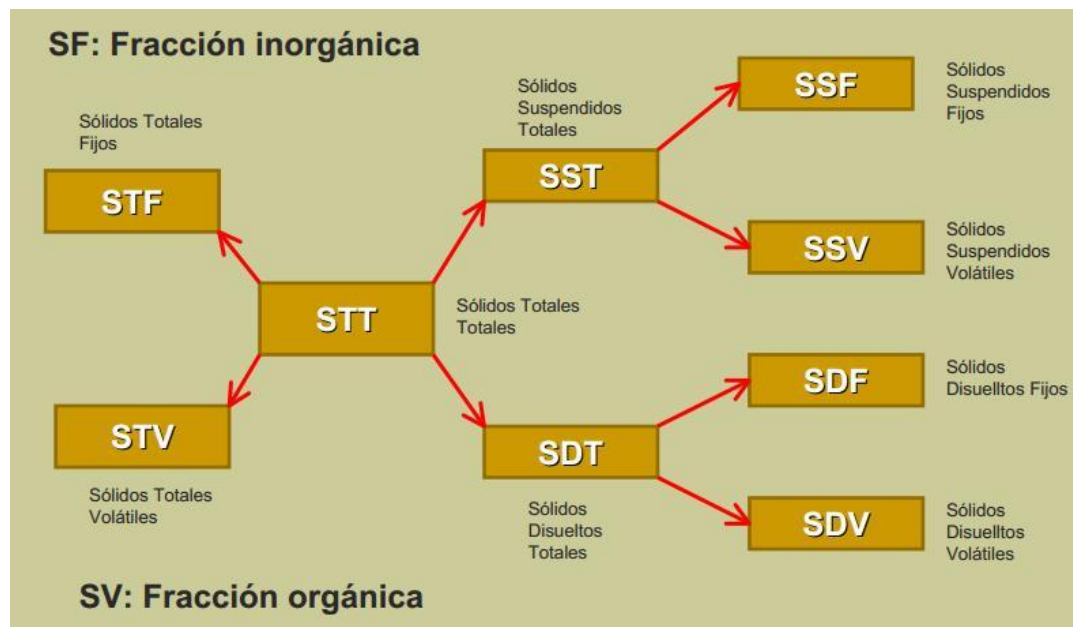 SF: Fracción inorgánica
Sólidos Totales
Fijos
STF
STT
Sólidos Totales
Totales
STV
Sólidos Totales
Volátiles
SV: Fracción orgánica
Sólidos
Suspendidos
Totales
SST
SSF
Sólidos
Suspendidos
Fijos
SSV
Sólidos
Suspendidos
Volátiles
SDT
Sólidos
Disueltos
Totales
SDF
Sólidos
Disuelltos Fijos
SDV
Sólidos
Disuelltos
Volátiles